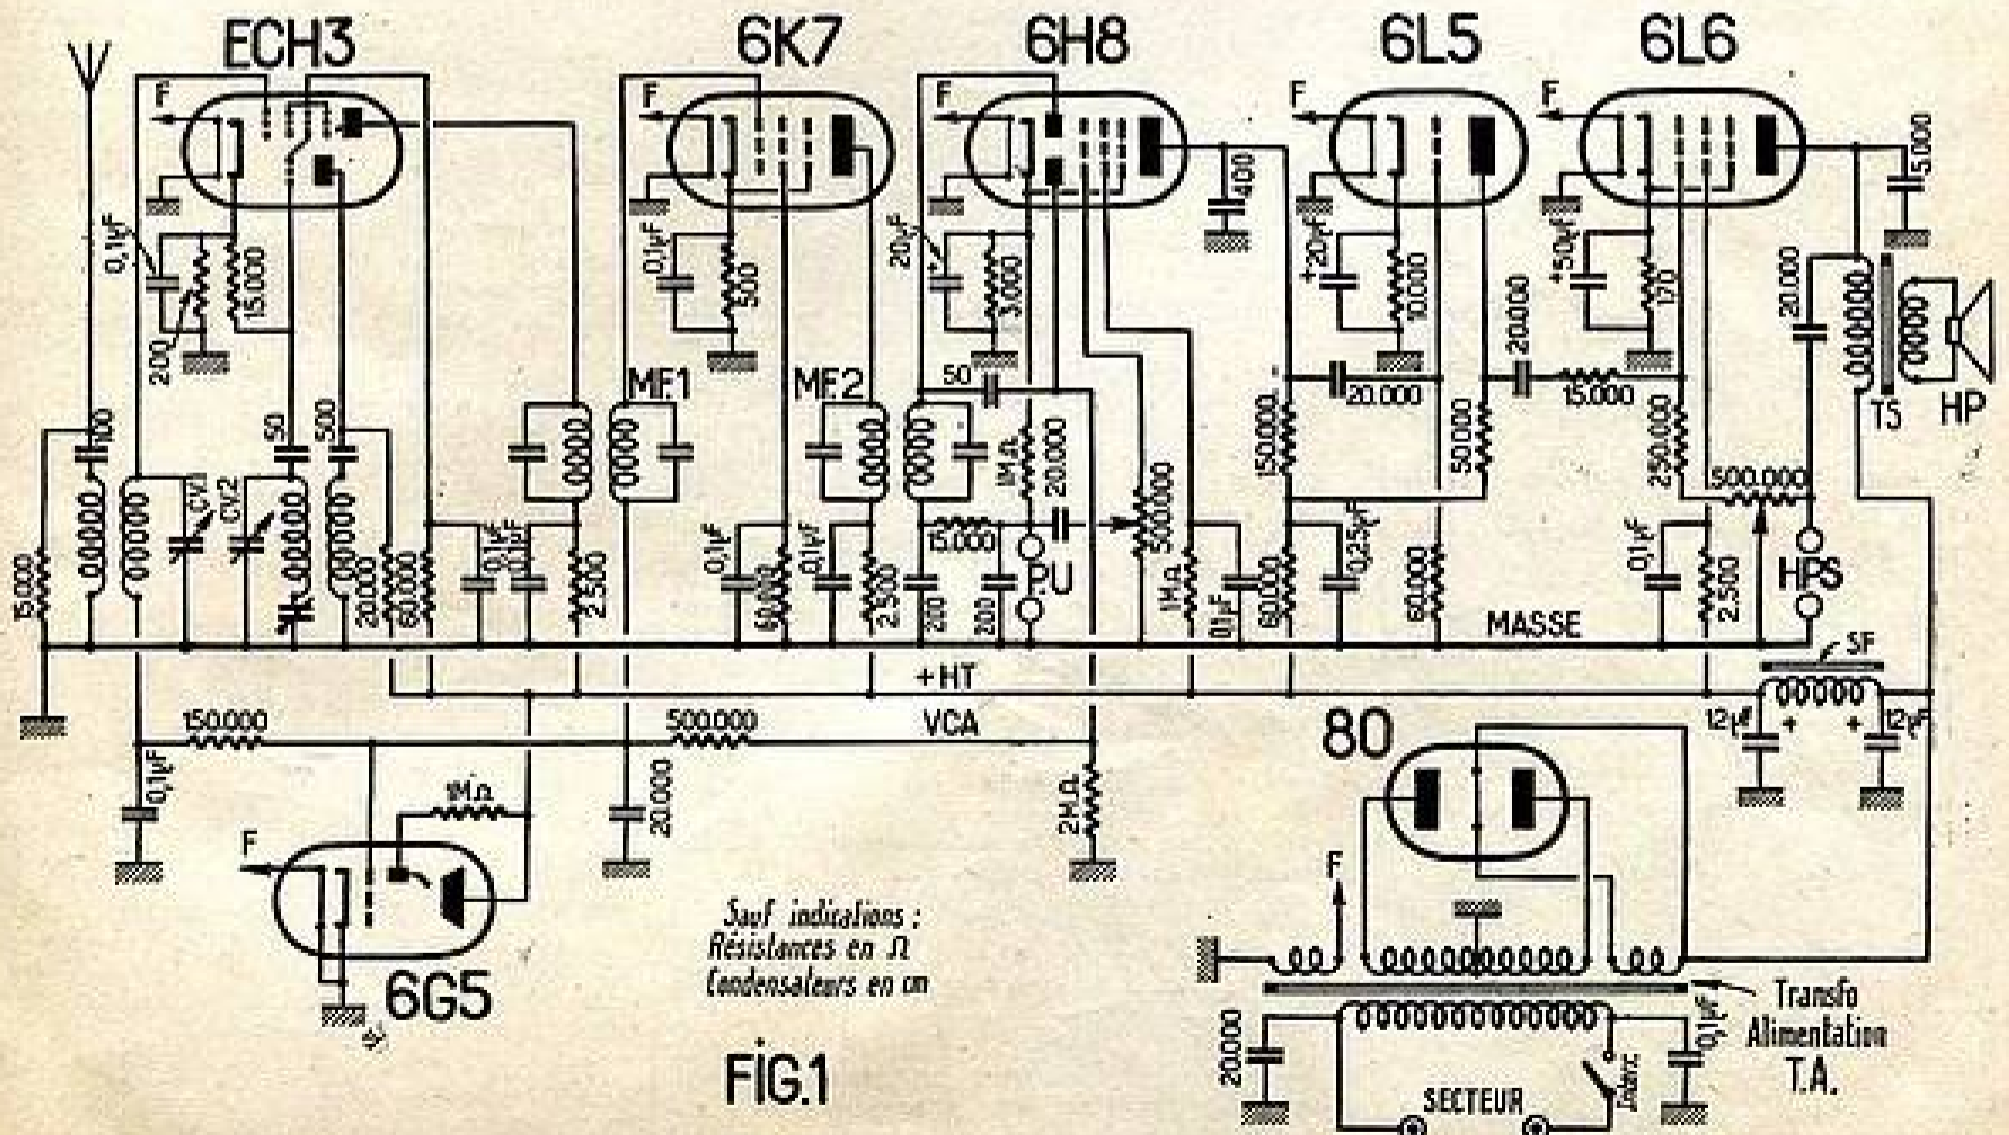 ECH3
6K7
6H8
6L5
6L6
F
F
F
F
F
0,1µF
200
15.000
0,1µF
500
20µF
3.000
400
20µF
10.000
50µF
170
5.000
20.000
TS
HP
100
50
500
MF.1
MF.2
50
1MΩ
20.000
500.000
150.000
20.000
50.000
20.000
15.000
250.000
500.000
15.000
CV1
CV2
20.000
60.000
0,1µF
0,1µF
2.500
0,1µF
60.000
0,1µF
2.500
200
15.000
200
P.U
1MΩ
0,1µF
60.000
0,25µF
60.000
0,1µF
2.500
HPS
MASSE
+HT
VCA
SF
12µF
+
+
12µF
150.000
500.000
0,1µF
1MΩ
20.000
2MΩ
80
F
F
6G5
Sauf indications :
Résistances en Ω
Condensateurs en cm
FIG.1
20.000
SECTEUR
Interr.
0,1µF
Transfo
Alimentation
T.A.